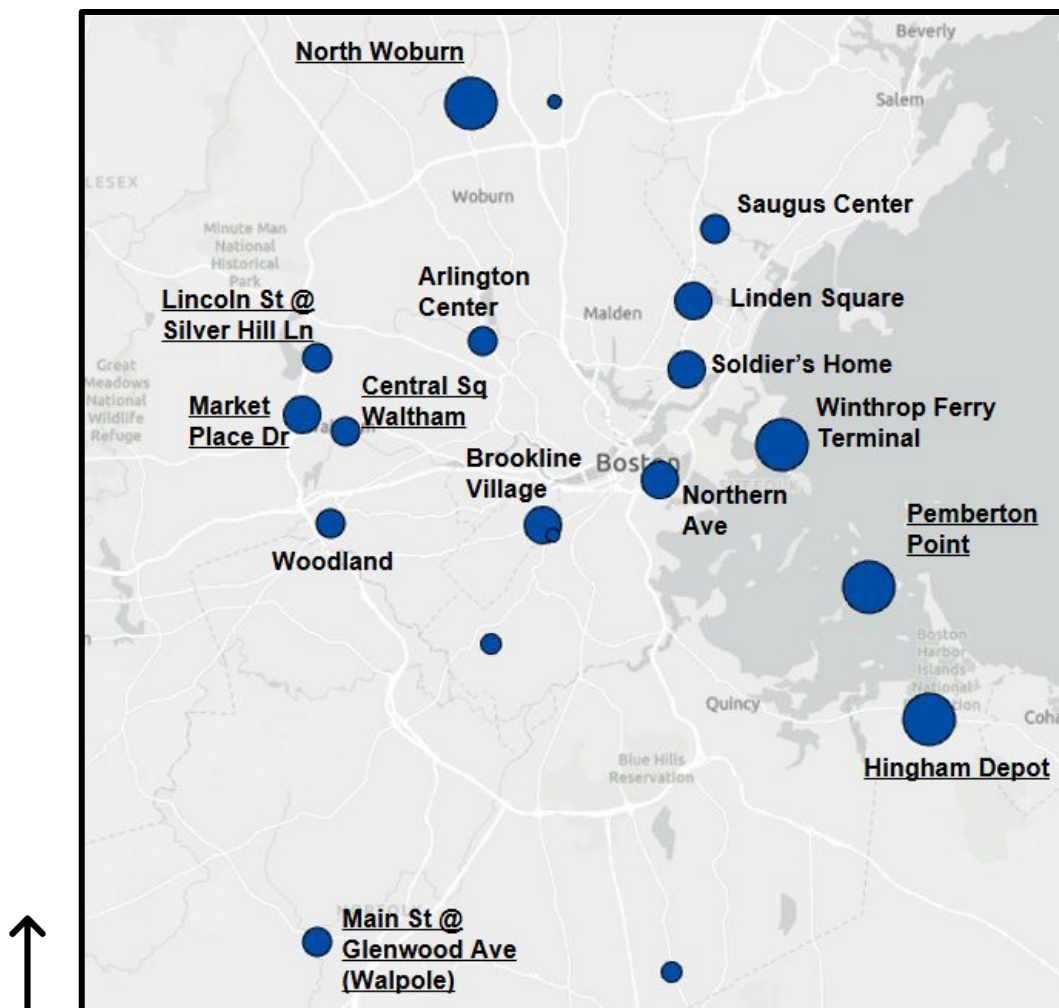 Beverly
North Woburn
Salem
LESEX
Woburn
Saugus Center
Minute Man
National
Historical
Park
Arlington
Center
Lincoln St @
Silver Hill Ln
Linden Square
Malden
Great
Meadows
National
Wildlife
Refuge
Soldier's Home
Central Sq
Waltham
Market
Place Dr
Winthrop Ferry
Terminal
Brookline
Village
Boston
Northern
Ave
Pemberton
Point
Woodland
Boston
Harbor
Islands
National
Quincy
Coha
Blue Hills
Reservation
Hingham Depot
Main St @
Glenwood Ave
(Walpole)